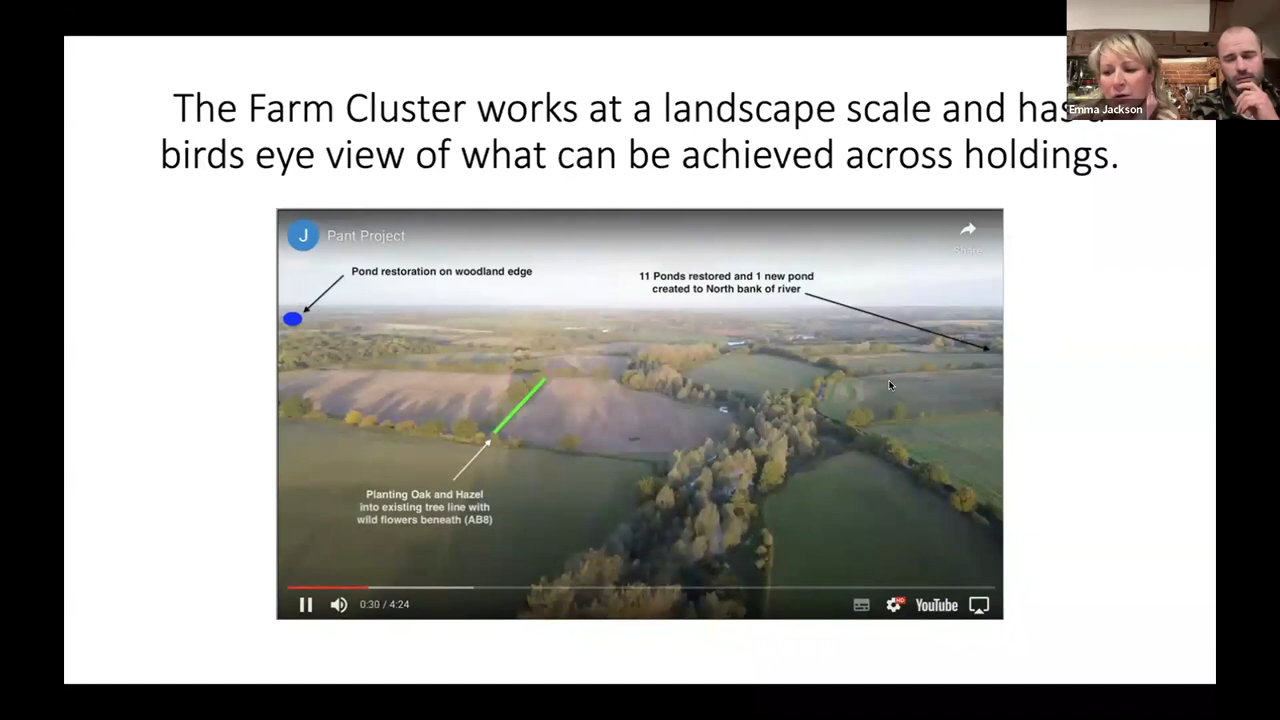 The Farm Cluster works at a landscape scale and has a
birds eye view of what can be achieved across holdings.
Emma Jackson
J Pant Project
Share
Pond restoration on woodland edge
11 Ponds restored and 1 new pond
created to North bank of river
Planting Oak and Hazel
into existing tree line with
wild flowers beneath (AB8)
0:30 / 4:24
HD
YouTube